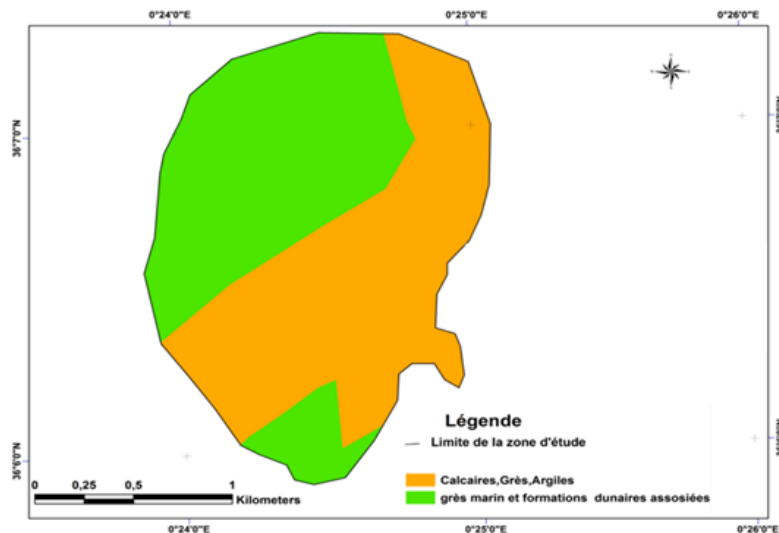 0°24'0"E 0°25'0"E 0°26'0"E
36°7'0"N
36°6'0"N
Légende
Limite de la zone d'étude
Calcaires,Grès,Argiles
grès marin et formations dunaires assosiées
0 0,25 0,5 1
Kilometers
0°24'0"E 0°25'0"E 0°26'0"E